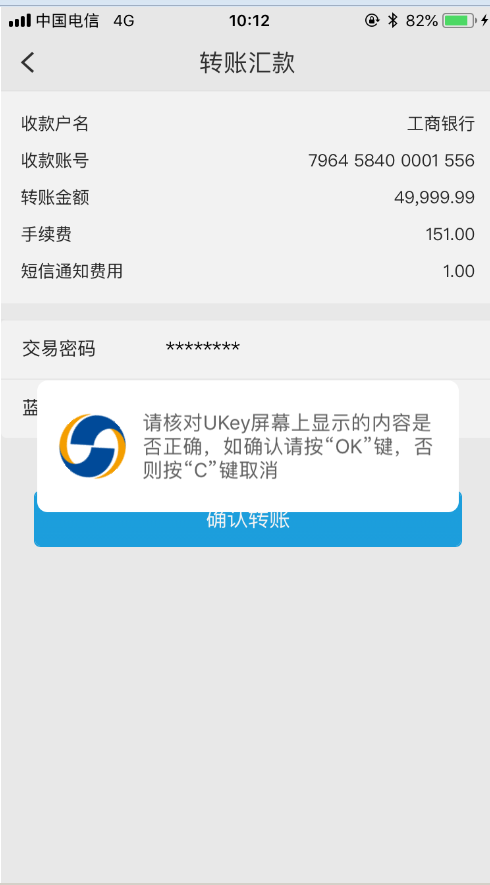 中国电信 4G 10:12 82%
转账汇款
收款户名 工商银行
收款账号 7964 5840 0001 556
转账金额 49,999.99
手续费 151.00
短信通知费用 1.00
交易密码 ********
蓝
请核对UKey屏幕上显示的内容是
否正确，如确认请按“OK”键，否
则按“C”键取消
确认转账